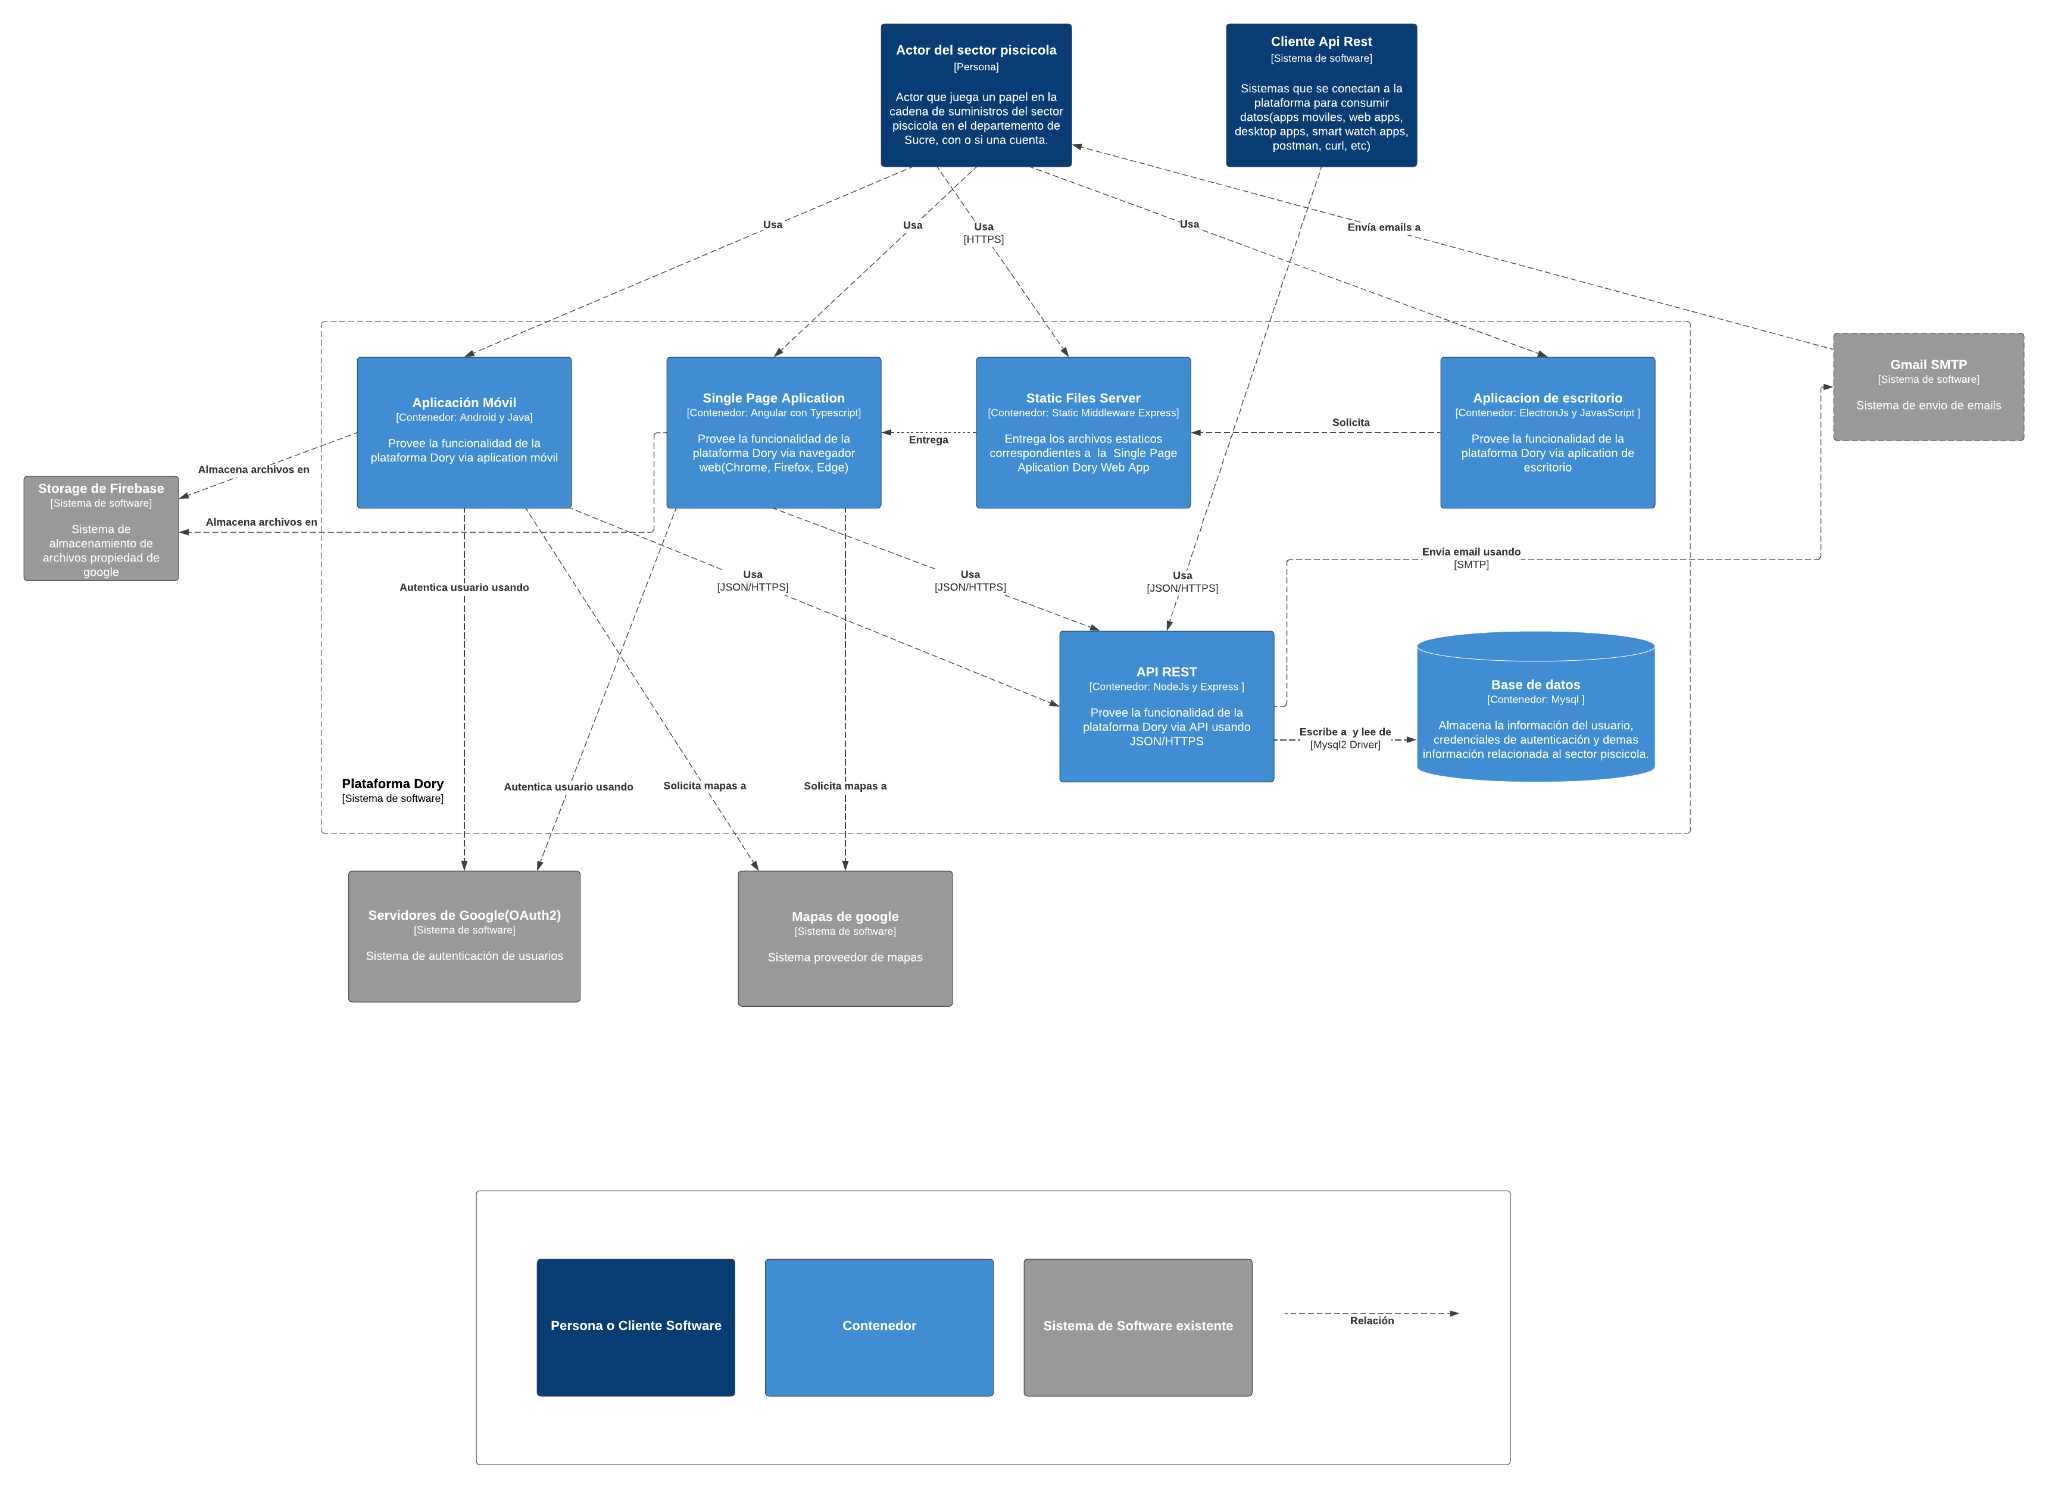 Actor del sector piscicola
[Persona]
Actor que juega un papel en la
cadena de suministros del sector
piscicola en el departemento de
Sucre, con o si una cuenta.
Cliente Api Rest
[Sistema de software]
Sistemas que se conectan a la
plataforma para consumir
datos(apps moviles, web apps,
desktop apps, smart watch apps,
postman, curl, etc)
Usa
Usa
Usa
[HTTPS]
Usa
Envía emails a
Aplicación Móvil
[Contenedor: Android y Java]
Provee la funcionalidad de la
plataforma Dory via aplication móvil
Single Page Aplication
[Contenedor: Angular con Typescript]
Provee la funcionalidad de la
plataforma Dory via navegador
web(Chrome, Firefox, Edge)
Entrega
Static Files Server
[Contenedor: Static Middleware Express]
Entrega los archivos estaticos
correspondientes a  la  Single Page
Aplication Dory Web App
Solicita
Aplicacion de escritorio
[Contenedor: ElectronJs y JavasScript ]
Provee la funcionalidad de la
plataforma Dory via aplication de
escritorio
Gmail SMTP
[Sistema de software]
Sistema de envio de emails
Almacena archivos en
Storage de Firebase
[Sistema de software]
Sistema de
almacenamiento de
archivos propiedad de
google
Almacena archivos en
Autentica usuario usando
Usa
[JSON/HTTPS]
Usa
[JSON/HTTPS]
Usa
[JSON/HTTPS]
Envia email usando
[SMTP]
API REST
[Contenedor: NodeJs y Express ]
Provee la funcionalidad de la
plataforma Dory via API usando
JSON/HTTPS
Escribe a  y lee de
[Mysql2 Driver]
Base de datos
[Contenedor: Mysql ]
Almacena la información del usuario,
credenciales de autenticación y demas
información relacionada al sector piscicola.
Plataforma Dory
[Sistema de software]
Autentica usuario usando
Solicita mapas a
Solicita mapas a
Servidores de Google(OAuth2)
[Sistema de software]
Sistema de autenticación de usuarios
Mapas de google
[Sistema de software]
Sistema proveedor de mapas
Persona o Cliente Software
Contenedor
Sistema de Software existente
Relación